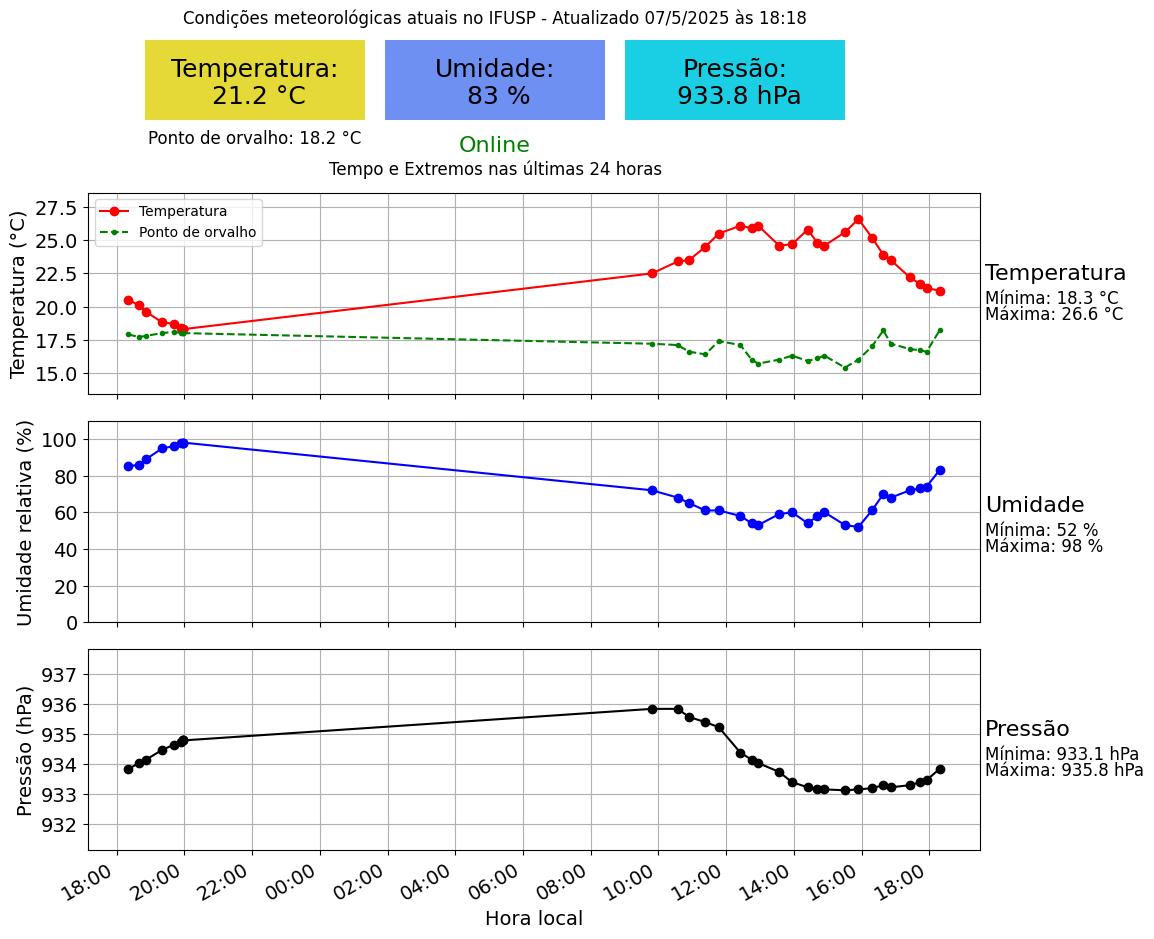 Condições meteorológicas atuais no IFUSP - Atualizado 07/5/2025 às 18:18
Temperatura:
21.2 °C
Umidade:
83 %
Pressão:
933.8 hPa
Ponto de orvalho: 18.2 °C
Online
Tempo e Extremos nas últimas 24 horas
Temperatura (°C)
27.5
25.0
22.5
20.0
17.5
15.0
Temperatura
Ponto de orvalho
Temperatura
Mínima: 18.3 °C
Máxima: 26.6 °C
Umidade relativa (%)
100
80
60
40
20
0
Umidade
Mínima: 52 %
Máxima: 98 %
Pressão (hPa)
937
936
935
934
933
932
Pressão
Mínima: 933.1 hPa
Máxima: 935.8 hPa
18:00 20:00 22:00 00:00 02:00 04:00 06:00 08:00 10:00 12:00 14:00 16:00 18:00
Hora local